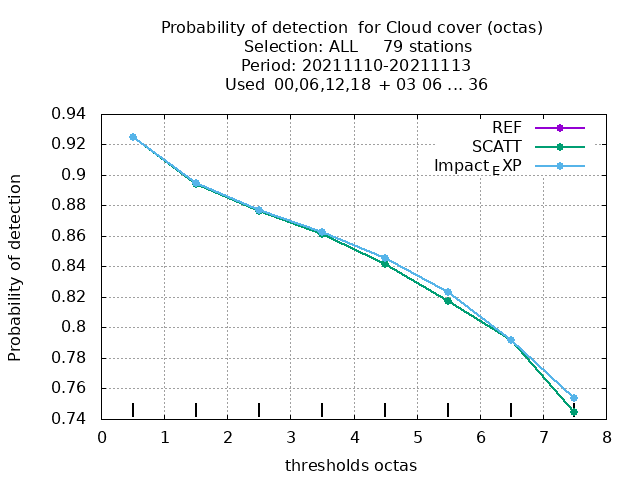 Probability of detection  for Cloud cover (octas)
Selection: ALL     79 stations
Period: 20211110-20211113
Used  00,06,12,18  + 03 06 ... 36
REF
SCATT
Impact_EXP
Probability of detection
0.94
0.92
0.9
0.88
0.86
0.84
0.82
0.8
0.78
0.76
0.74
0 1 2 3 4 5 6 7 8
thresholds octas